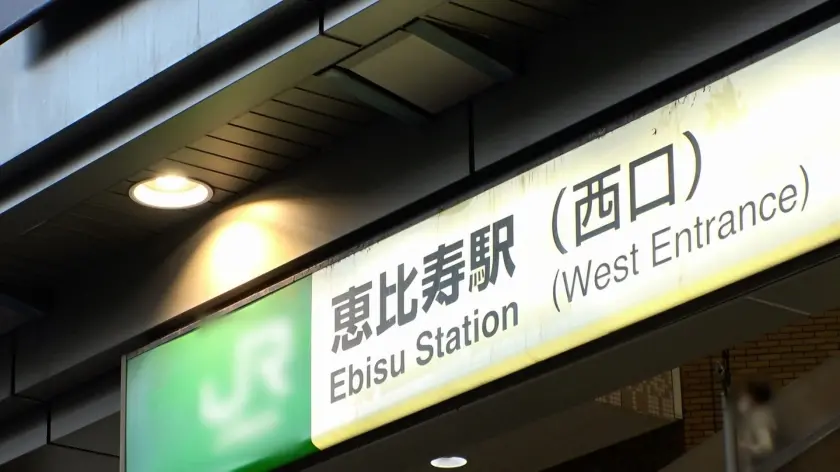 JR
恵比寿駅（西口）
Ebisu Station (West Entrance)